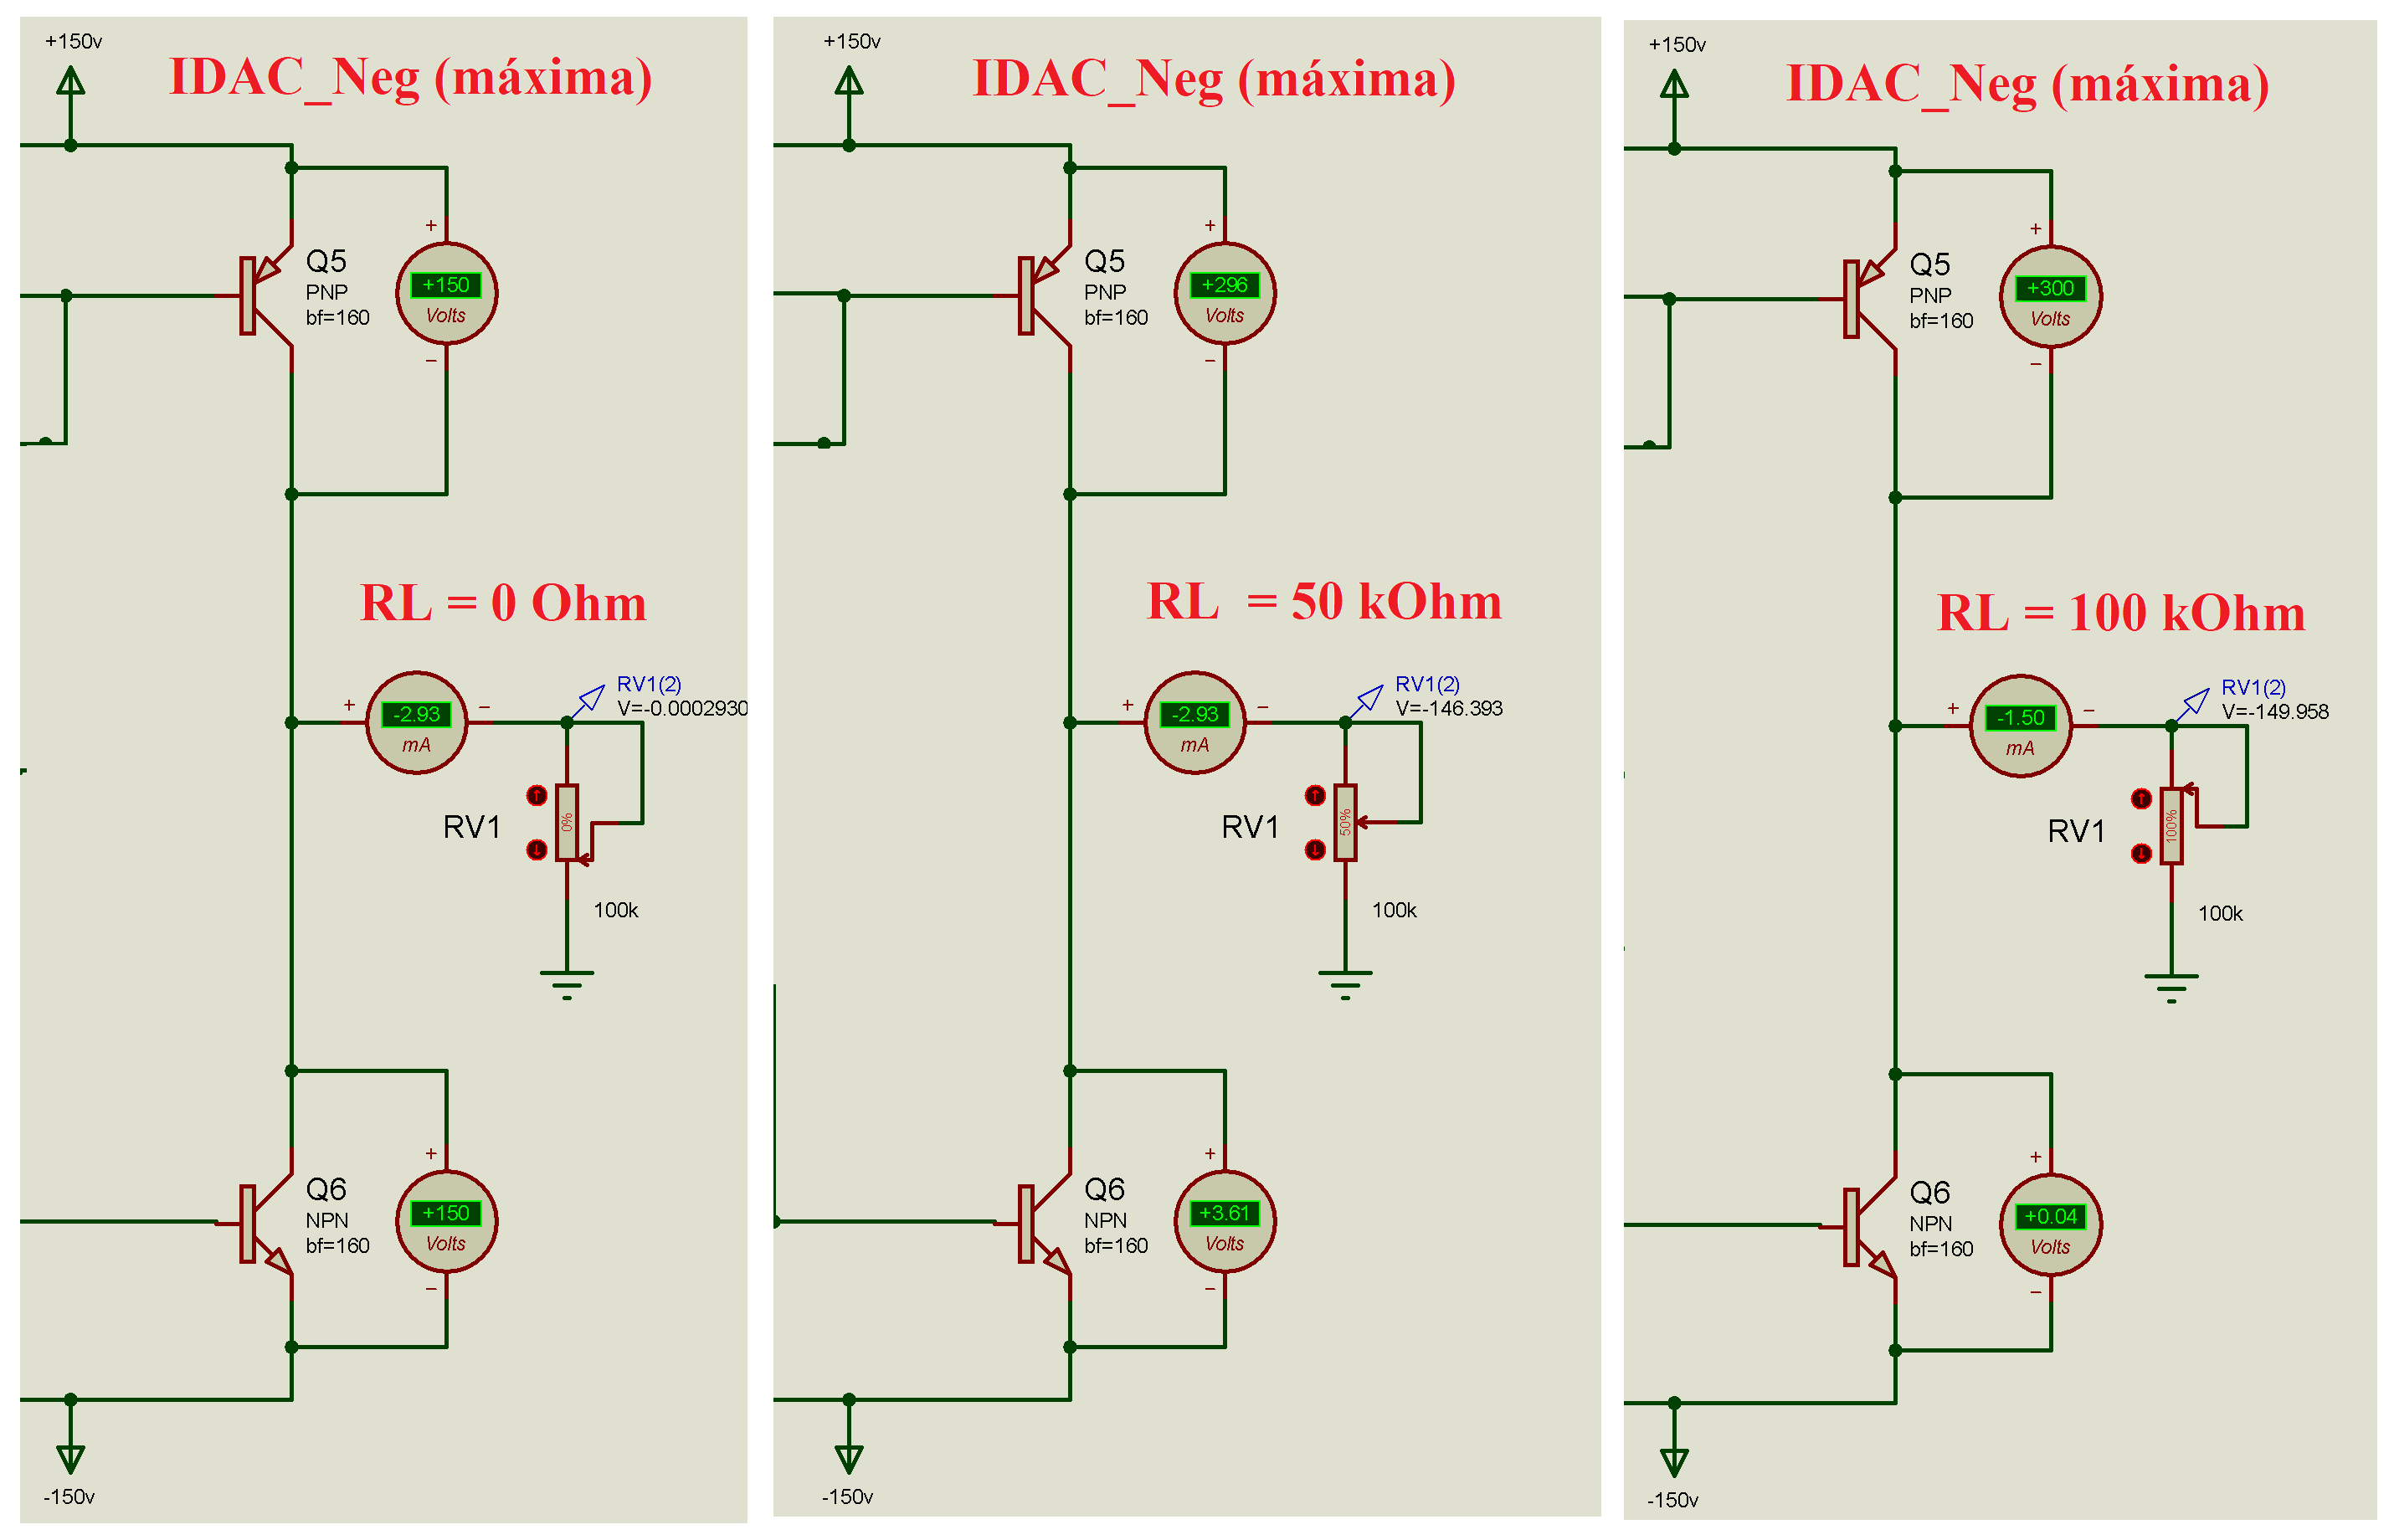 +150v
IDAC_Neg (máxima)
+
Q5
PNP
bf=160
+150
Volts
−
RL = 0 Ohm
+
-2.93
mA
−
RV1(2)
V=-0.0002930
RV1
0%
100k
+
Q6
NPN
bf=160
+150
Volts
−
-150v
+150v
IDAC_Neg (máxima)
+
Q5
PNP
bf=160
+296
Volts
−
RL = 50 kOhm
+
-2.93
mA
−
RV1(2)
V=-146.393
RV1
50%
100k
+
Q6
NPN
bf=160
+3.61
Volts
−
-150v
+150v
IDAC_Neg (máxima)
+
Q5
PNP
bf=160
+300
Volts
−
RL = 100 kOhm
+
-1.50
mA
−
RV1(2)
V=-149.958
RV1
100%
100k
+
Q6
NPN
bf=160
+0.04
Volts
−
-150v